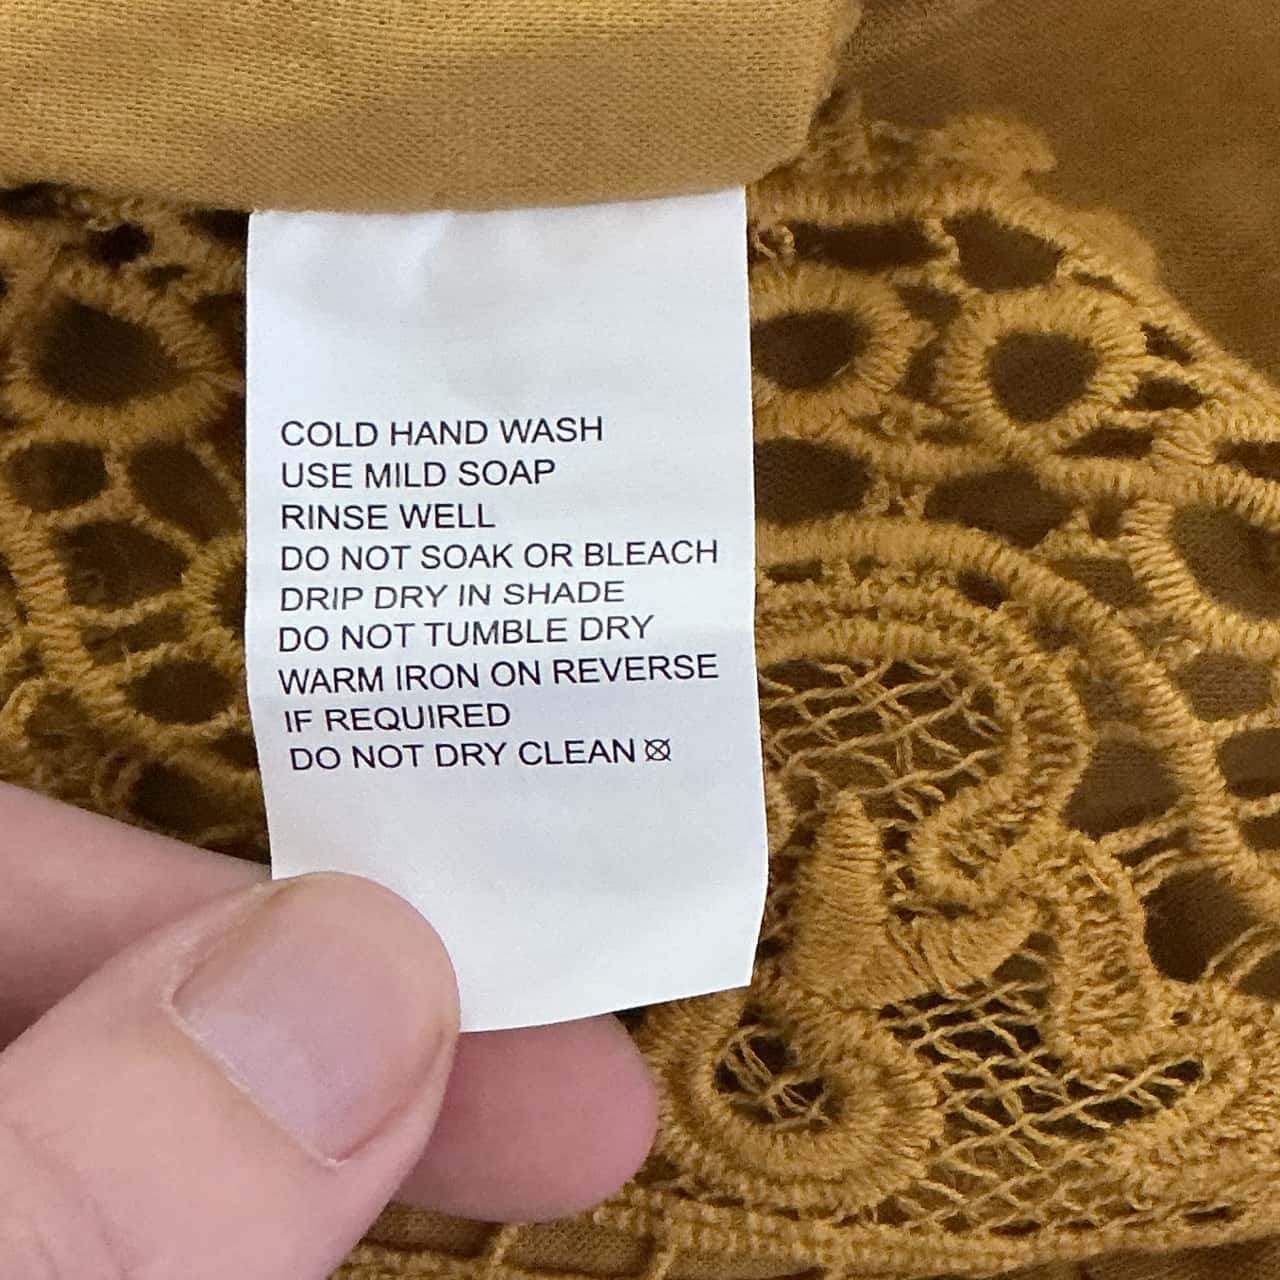 COLD HAND WASH
USE MILD SOAP
RINSE WELL
DO NOT SOAK OR BLEACH
DRIP DRY IN SHADE
DO NOT TUMBLE DRY
WARM IRON ON REVERSE
IF REQUIRED
DO NOT DRY CLEAN